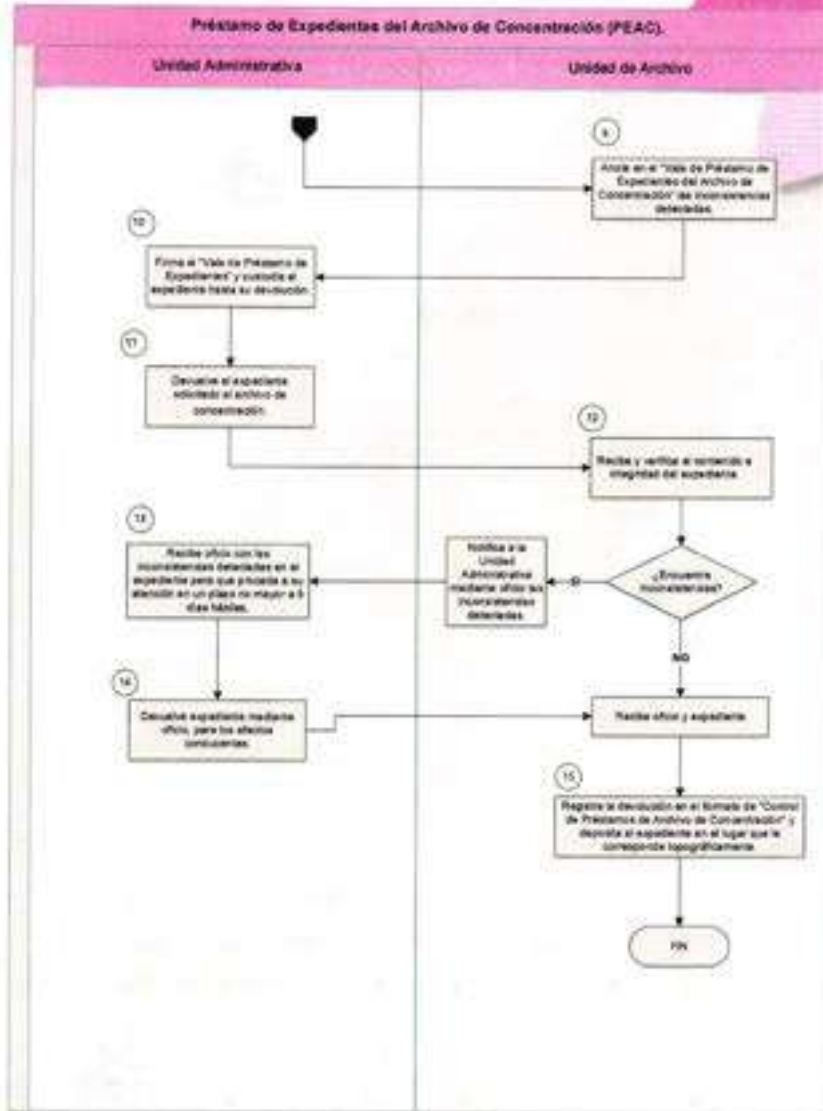 Préstamo de Expedientes del Archivo de Concentración (PEAC).
Unidad Administrativa
Unidad de Archivo
9
Anota en el "Vale de Préstamo de
Expedientes del Archivo de
Concentración" las inconsistencias
detectadas.
10
Firma el "Vale de Préstamo de
Expedientes" y custodia el
expediente hasta su devolución.
11
Devuelve el expediente
solicitado al archivo de
concentración.
12
Recibe y verifica el contenido e
integridad del expediente.
¿Encuentra
inconsistencias?
Notifica a la
Unidad
Administrativa
mediante oficio las
inconsistencias
detectadas.
13
Recibe oficio con las
inconsistencias detectadas en el
expediente para que proceda a su
atención en un plazo no mayor a 5
días hábiles.
NO
14
Devuelve expediente mediante
oficio, para los efectos
conducentes.
Recibe oficio y expediente
15
Registra la devolución en el formato de "Control
de Préstamos de Archivo de Concentración" y
deposita el expediente en el lugar que le
corresponde topográficamente.
FIN